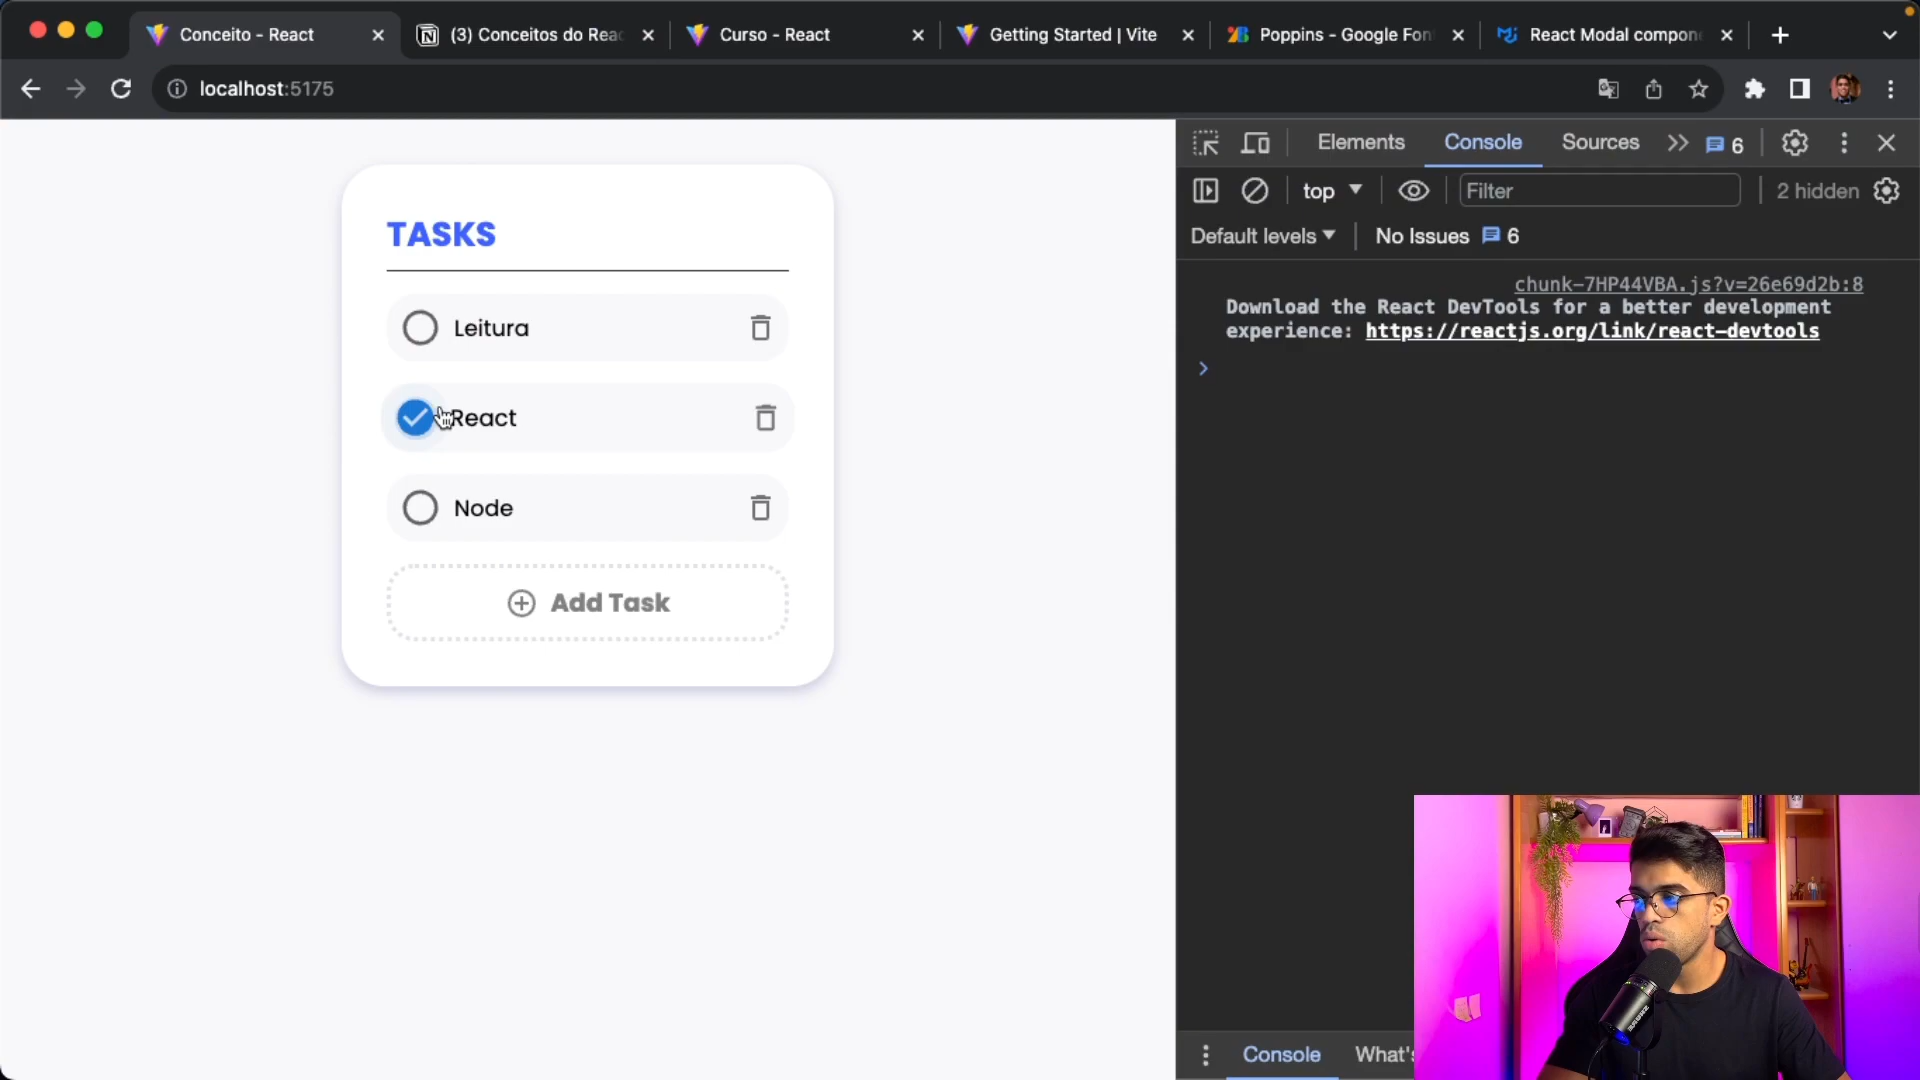 Conceito - React
(3) Conceitos do Reac
Curso - React
Getting Started | Vite
Poppins - Google Fon
React Modal compon
localhost:5175
Elements
Console
Sources
6
top
Filter
2 hidden
Default levels
No Issues
6
chunk-7HP44VBA.js?v=26e69d2b:8
Download the React DevTools for a better development
experience: https://reactjs.org/link/react-devtools
TASKS
Leitura
React
Node
Add Task
Console
What's